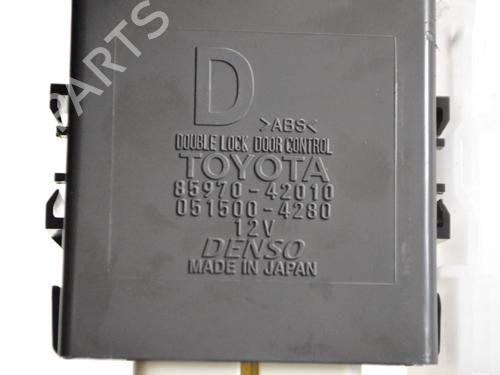 PARTS
D
>ABS<
DOUBLE LOCK DOOR CONTROL
TOYOTA
85970-42010
051500-4280
12V
DENSO
MADE IN JAPAN